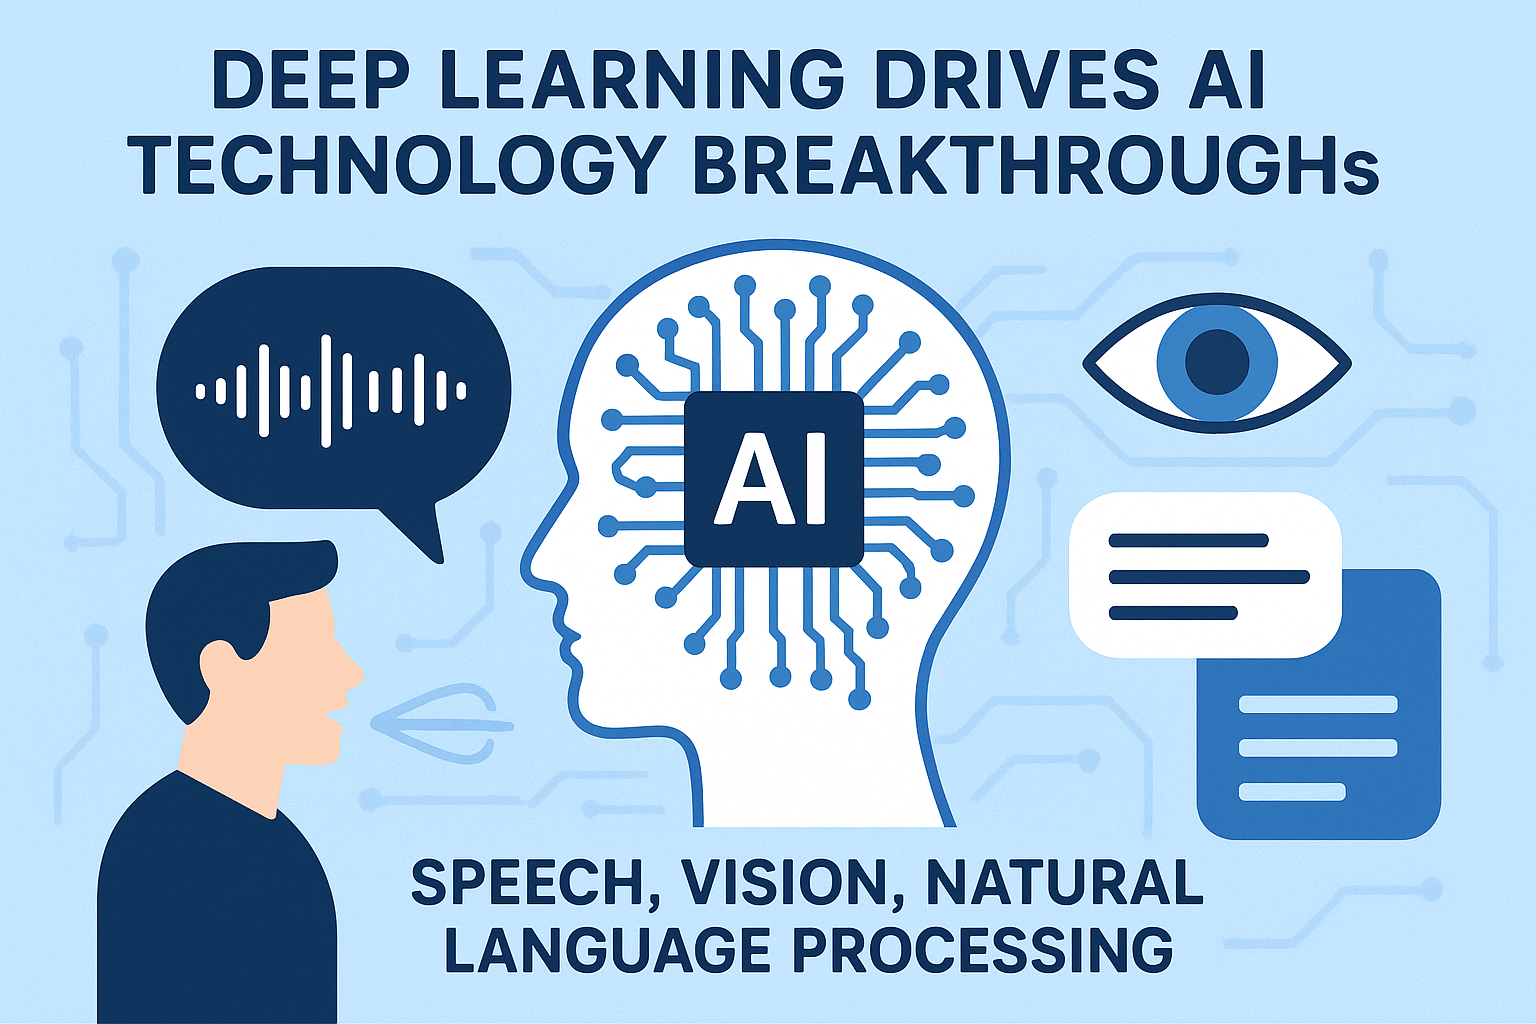 DEEP LEARNING DRIVES AI
TECHNOLOGY BREAKTHROUGHs
AI
SPEECH, VISION, NATURAL
LANGUAGE PROCESSING